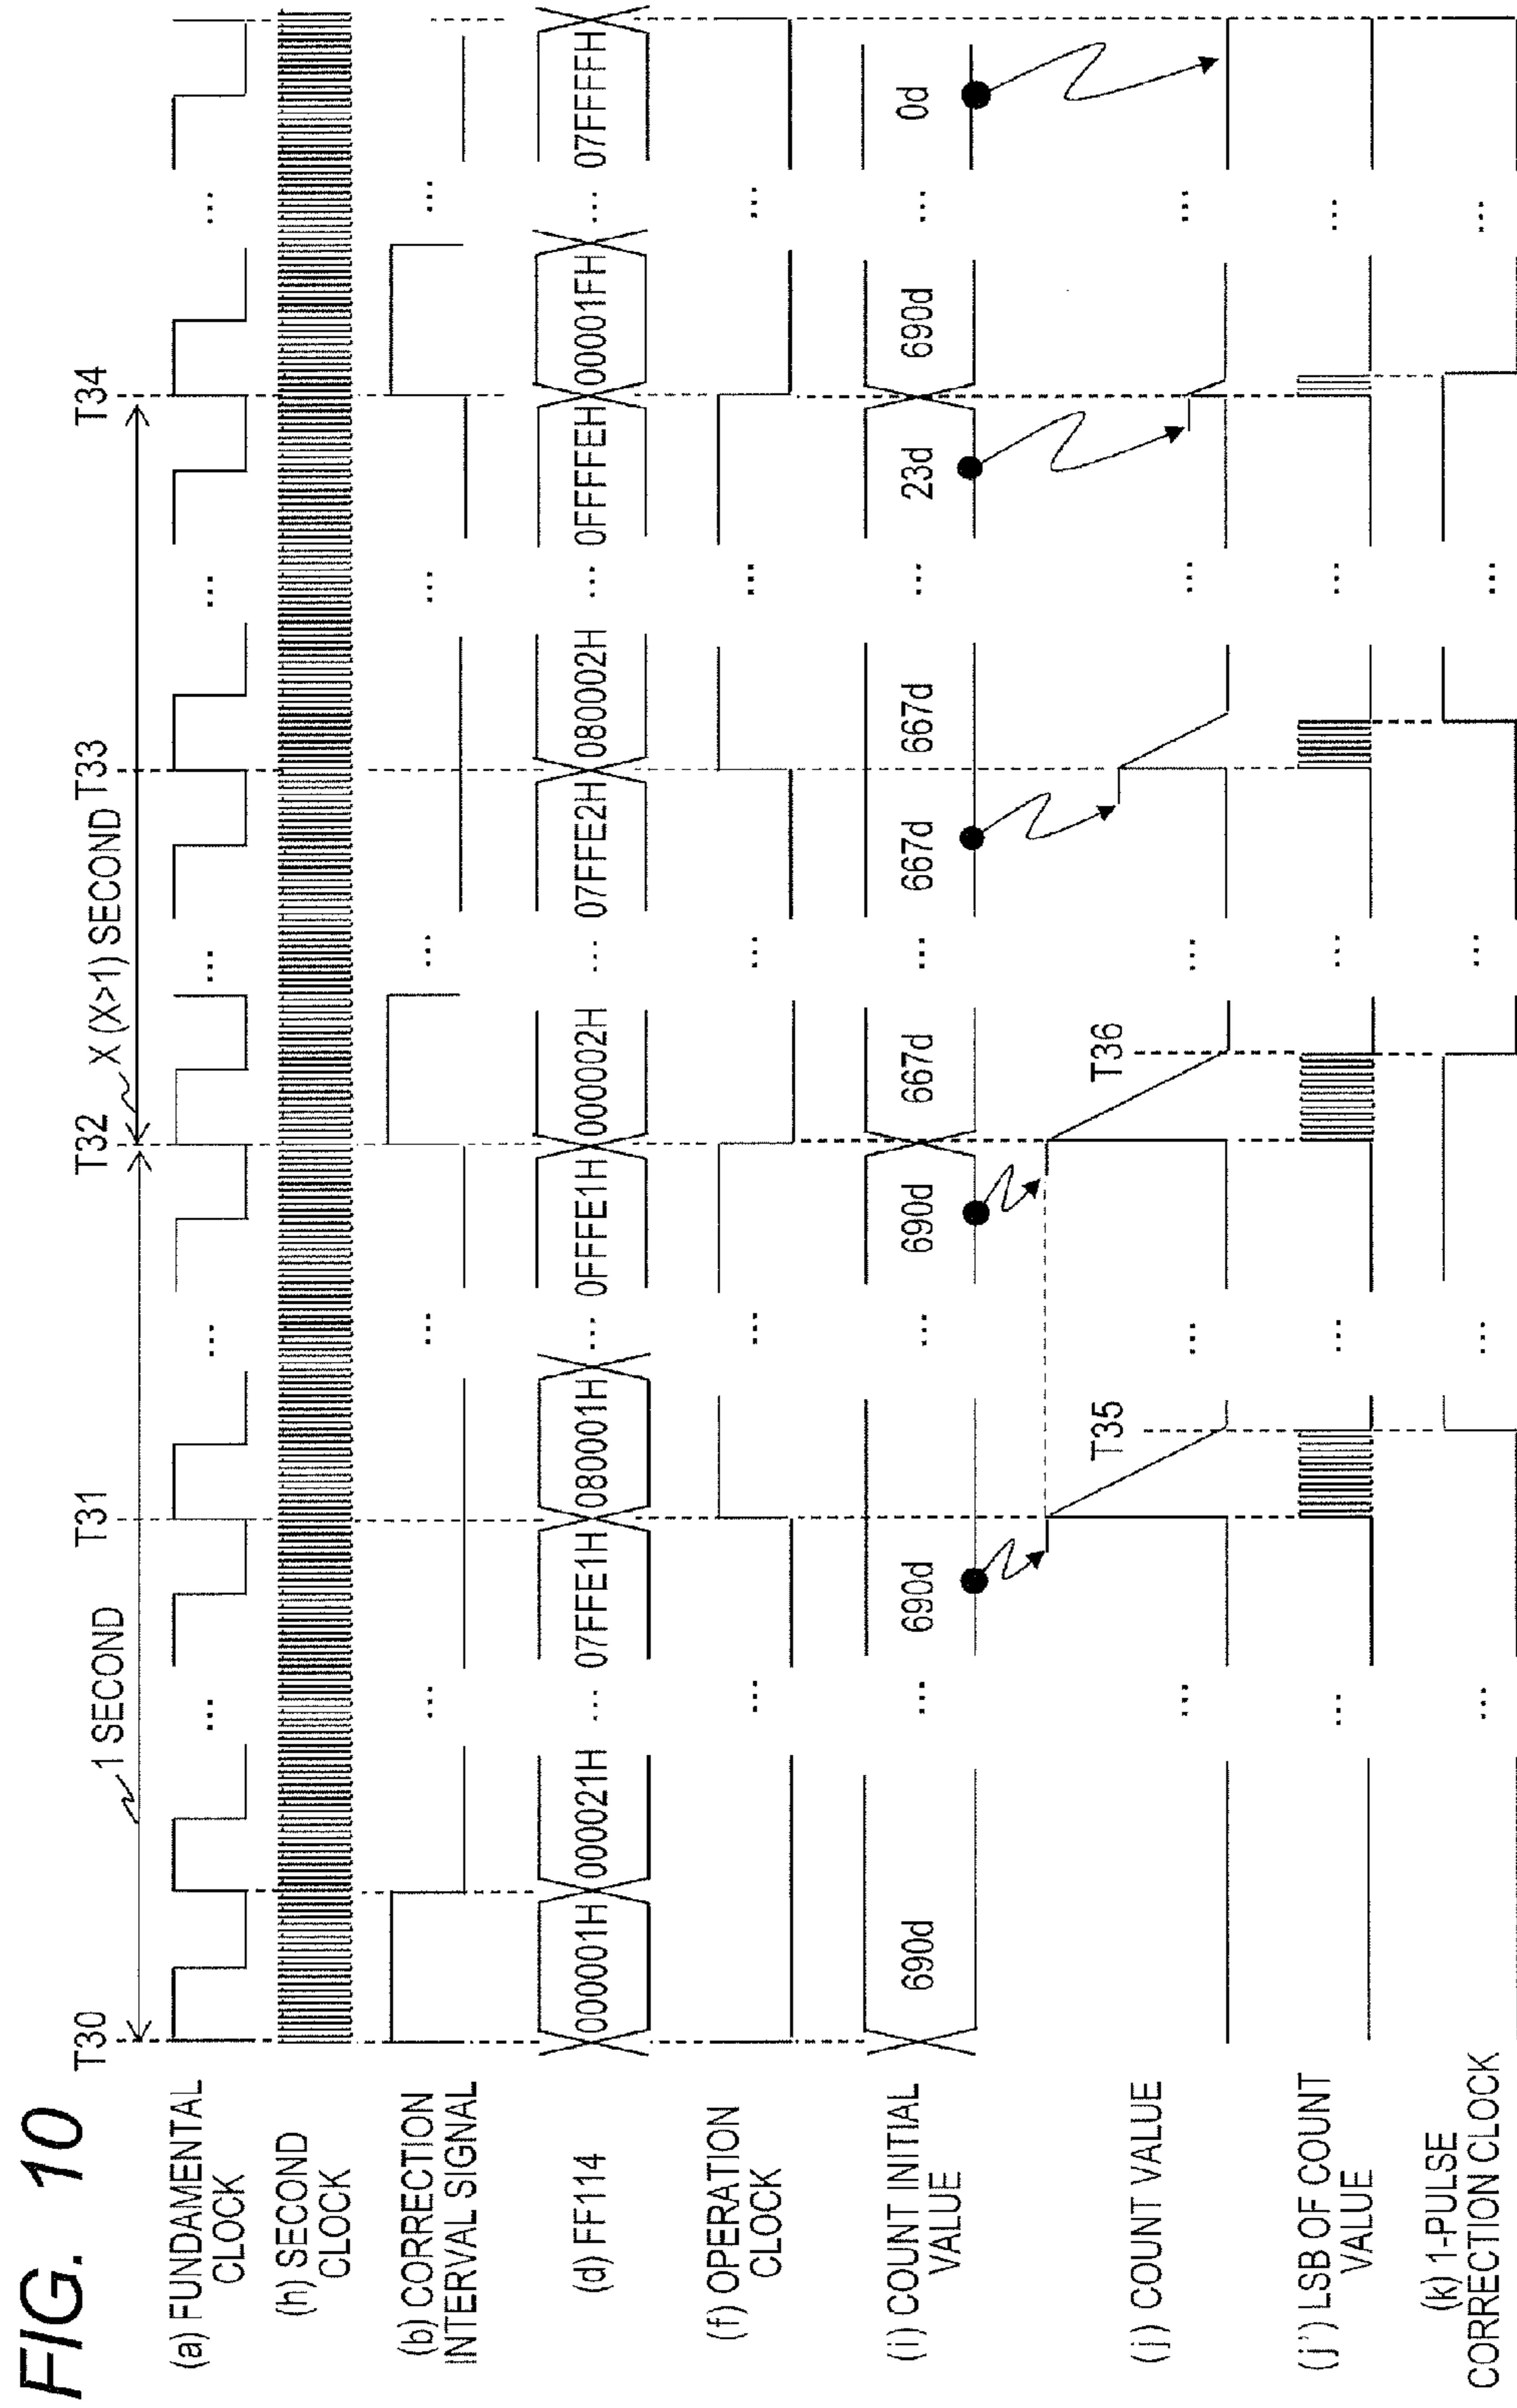 FIG. 10
T30
T31
T32
T33
T34
1 SECOND
X (X>1) SECOND
(a) FUNDAMENTAL
CLOCK
... ... ... ... ...
(h) SECOND
CLOCK
(b) CORRECTION
INTERVAL SIGNAL
... ... ... ... ...
(d) FF114
000001H 000021H ... 07FFE1H 080001H ... 0FFFE1H 000002H ... 07FFE2H 080002H ... 0FFFFEH 00001FH ... 07FFFFH
(f) OPERATION
CLOCK
... ... ... ... ...
(i) COUNT INITIAL
VALUE
690d ... 690d ... 690d 667d ... 667d 667d ... 23d 690d ... 0d
T35
T36
(j) COUNT VALUE
... ... ... ... ...
(j') LSB OF COUNT
VALUE
... ... ... ... ...
(k) 1-PULSE
CORRECTION CLOCK
... ... ... ... ...